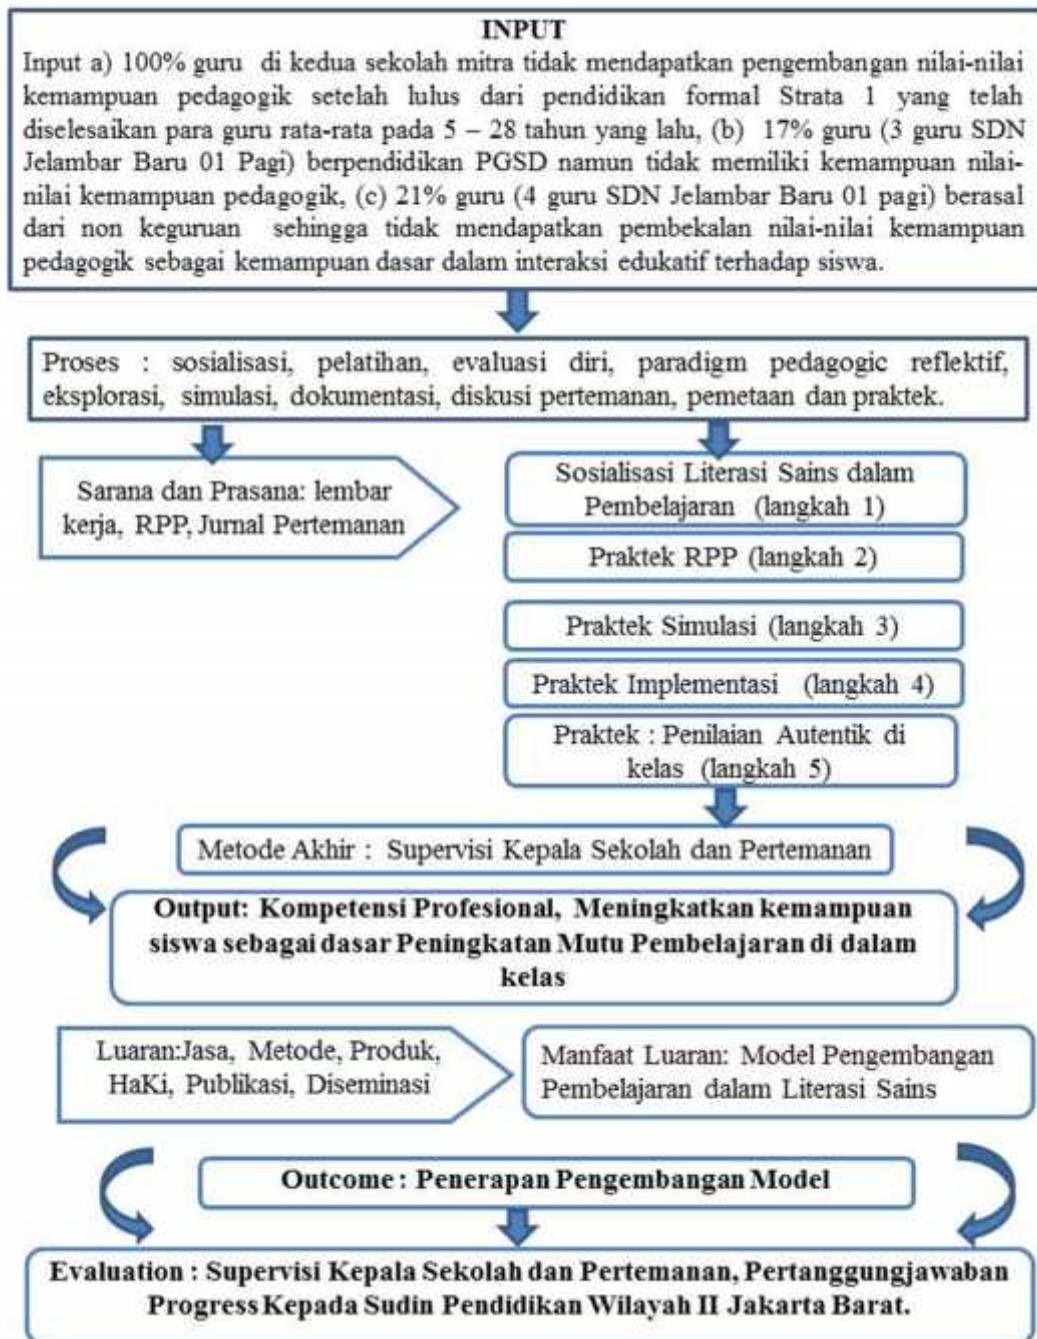 INPUT
Input a) 100% guru di kedua sekolah mitra tidak mendapatkan pengembangan nilai-nilai
kemampuan pedagogik setelah lulus dari pendidikan formal Strata 1 yang telah
diselesaikan para guru rata-rata pada 5 – 28 tahun yang lalu, (b) 17% guru (3 guru SDN
Jelambar Baru 01 Pagi) berpendidikan PGSD namun tidak memiliki kemampuan nilai-
nilai kemampuan pedagogik, (c) 21% guru (4 guru SDN Jelambar Baru 01 pagi) berasal
dari non keguruan sehingga tidak mendapatkan pembekalan nilai-nilai kemampuan
pedagogik sebagai kemampuan dasar dalam interaksi edukatif terhadap siswa.
Proses : sosialisasi, pelatihan, evaluasi diri, paradigm pedagogic reflektif,
eksplorasi, simulasi, dokumentasi, diskusi pertemanan, pemetaan dan praktek.
Sarana dan Prasana: lembar
kerja, RPP, Jurnal Pertemanan
Sosialisasi Literasi Sains dalam
Pembelajaran (langkah 1)
Praktek RPP (langkah 2)
Praktek Simulasi (langkah 3)
Praktek Implementasi (langkah 4)
Praktek : Penilaian Autentik di
kelas (langkah 5)
Metode Akhir : Supervisi Kepala Sekolah dan Pertemanan
Output: Kompetensi Profesional, Meningkatkan kemampuan
siswa sebagai dasar Peningkatan Mutu Pembelajaran di dalam
kelas
Luaran:Jasa, Metode, Produk,
HaKi, Publikasi, Diseminasi
Manfaat Luaran: Model Pengembangan
Pembelajaran dalam Literasi Sains
Outcome : Penerapan Pengembangan Model
Evaluation : Supervisi Kepala Sekolah dan Pertemanan, Pertanggungjawaban
Progress Kepada Sudin Pendidikan Wilayah II Jakarta Barat.